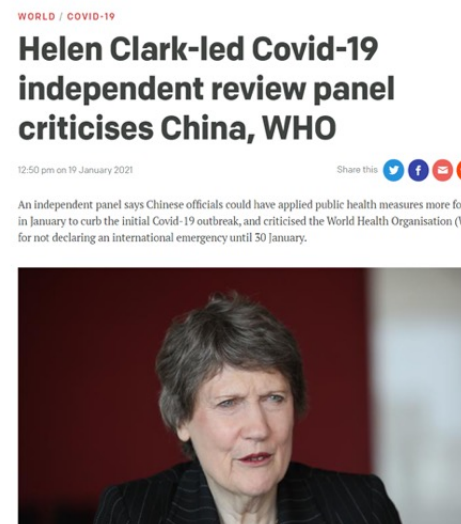 WORLD / COVID-19
Helen Clark-led Covid-19
independent review panel
criticises China, WHO
12:50 pm on 19 January 2021
Share this
An independent panel says Chinese officials could have applied public health measures more fo
in January to curb the initial Covid-19 outbreak, and criticised the World Health Organisation (
for not declaring an international emergency until 30 January.